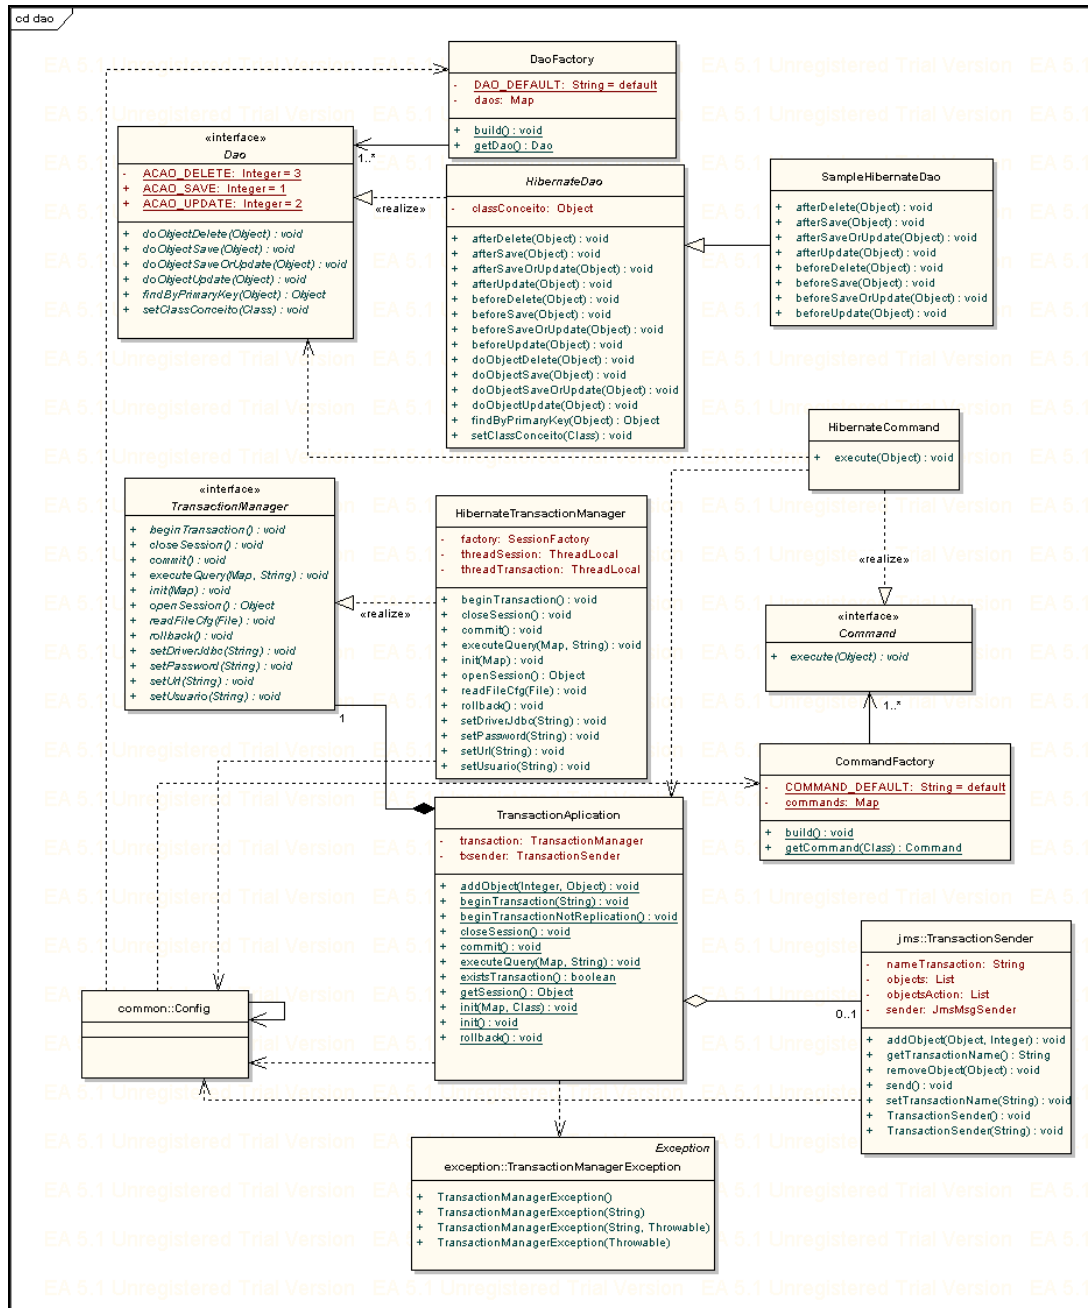 cd dao
DaoFactory
- DAO_DEFAULT: String = default
- daos: Map
+ build() : void
+ getDao() : Dao
1..*
«interface»
Dao
- ACAO_DELETE: Integer = 3
+ ACAO_SAVE: Integer = 1
+ ACAO_UPDATE: Integer = 2
+ doObjectDelete(Object) : void
+ doObjectSave(Object) : void
+ doObjectSaveOrUpdate(Object) : void
+ doObjectUpdate(Object) : void
+ findByPrimaryKey(Object) : Object
+ setClassConceito(Class) : void
«realize»
HibernateDao
- classConceito: Object
+ afterDelete(Object) : void
+ afterSave(Object) : void
+ afterSaveOrUpdate(Object) : void
+ afterUpdate(Object) : void
+ beforeDelete(Object) : void
+ beforeSave(Object) : void
+ beforeSaveOrUpdate(Object) : void
+ beforeUpdate(Object) : void
+ doObjectDelete(Object) : void
+ doObjectSave(Object) : void
+ doObjectSaveOrUpdate(Object) : void
+ doObjectUpdate(Object) : void
+ findByPrimaryKey(Object) : Object
+ setClassConceito(Class) : void
SampleHibernateDao
+ afterDelete(Object) : void
+ afterSave(Object) : void
+ afterSaveOrUpdate(Object) : void
+ afterUpdate(Object) : void
+ beforeDelete(Object) : void
+ beforeSave(Object) : void
+ beforeSaveOrUpdate(Object) : void
+ beforeUpdate(Object) : void
HibernateCommand
+ execute(Object) : void
«interface»
TransactionManager
+ beginTransaction() : void
+ closeSession() : void
+ commit() : void
+ executeQuery(Map, String) : void
+ init(Map) : void
+ openSession() : Object
+ readFileCfg(File) : void
+ rollback() : void
+ setDriverJdbc(String) : void
+ setPassword(String) : void
+ setUrl(String) : void
+ setUsuario(String) : void
1
«realize»
HibernateTransactionManager
- factory: SessionFactory
- threadSession: ThreadLocal
- threadTransaction: ThreadLocal
+ beginTransaction() : void
+ closeSession() : void
+ commit() : void
+ executeQuery(Map, String) : void
+ init(Map) : void
+ openSession() : Object
+ readFileCfg(File) : void
+ rollback() : void
+ setDriverJdbc(String) : void
+ setPassword(String) : void
+ setUrl(String) : void
+ setUsuario(String) : void
«realize»
«interface»
Command
+ execute(Object) : void
1..*
CommandFactory
- COMMAND_DEFAULT: String = default
- commands: Map
+ build() : void
+ getCommand(Class) : Command
TransactionAplication
- transaction: TransactionManager
- txsender: TransactionSender
+ addObject(Integer, Object) : void
+ beginTransaction(String) : void
+ beginTransactionNotReplication() : void
+ closeSession() : void
+ commit() : void
+ executeQuery(Map, String) : void
+ existsTransaction() : boolean
+ getSession() : Object
+ init(Map, Class) : void
+ init() : void
+ rollback() : void
0..1
jms::TransactionSender
- nameTransaction: String
- objects: List
- objectsAction: List
- sender: JmsMsgSender
+ addObject(Object, Integer) : void
+ getTransactionName() : String
+ removeObject(Object) : void
+ send() : void
+ setTransactionName(String) : void
+ TransactionSender() : void
+ TransactionSender(String) : void
common::Config
Exception
exception::TransactionManagerException
+ TransactionManagerException()
+ TransactionManagerException(String)
+ TransactionManagerException(String, Throwable)
+ TransactionManagerException(Throwable)